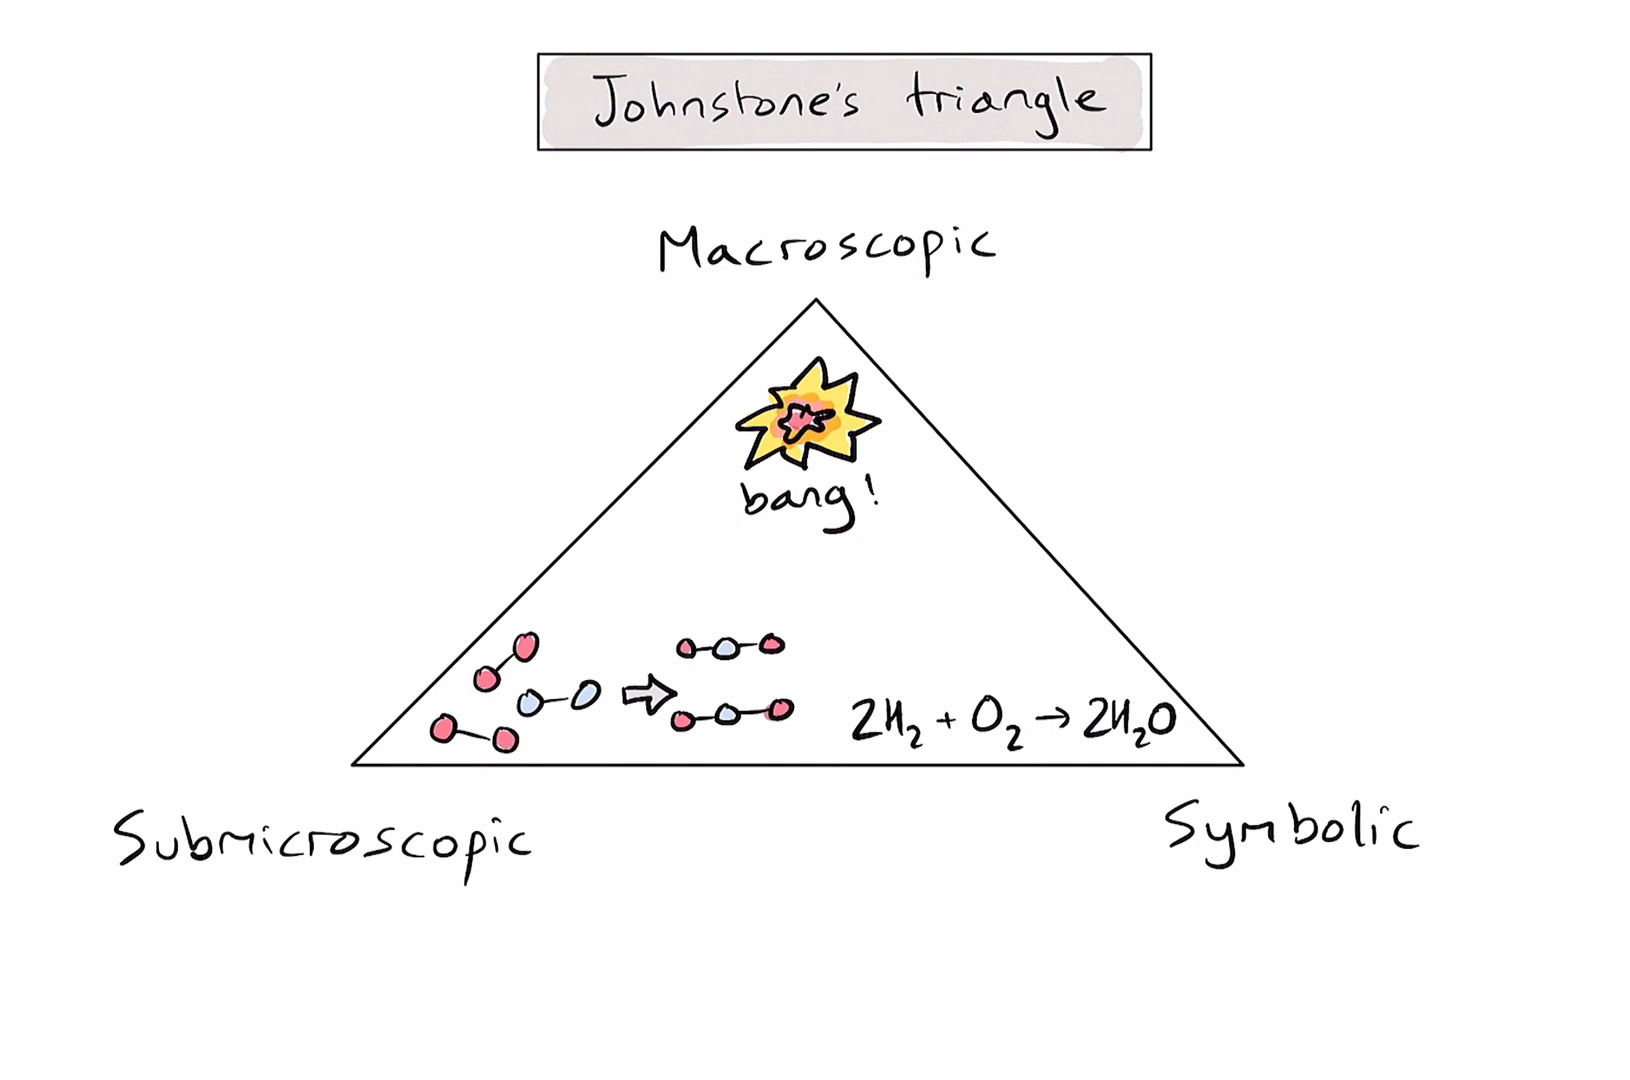 Johnstone's triangle
Macroscopic
bang!
2H₂ + O₂ → 2H₂O
Submicroscopic
Symbolic